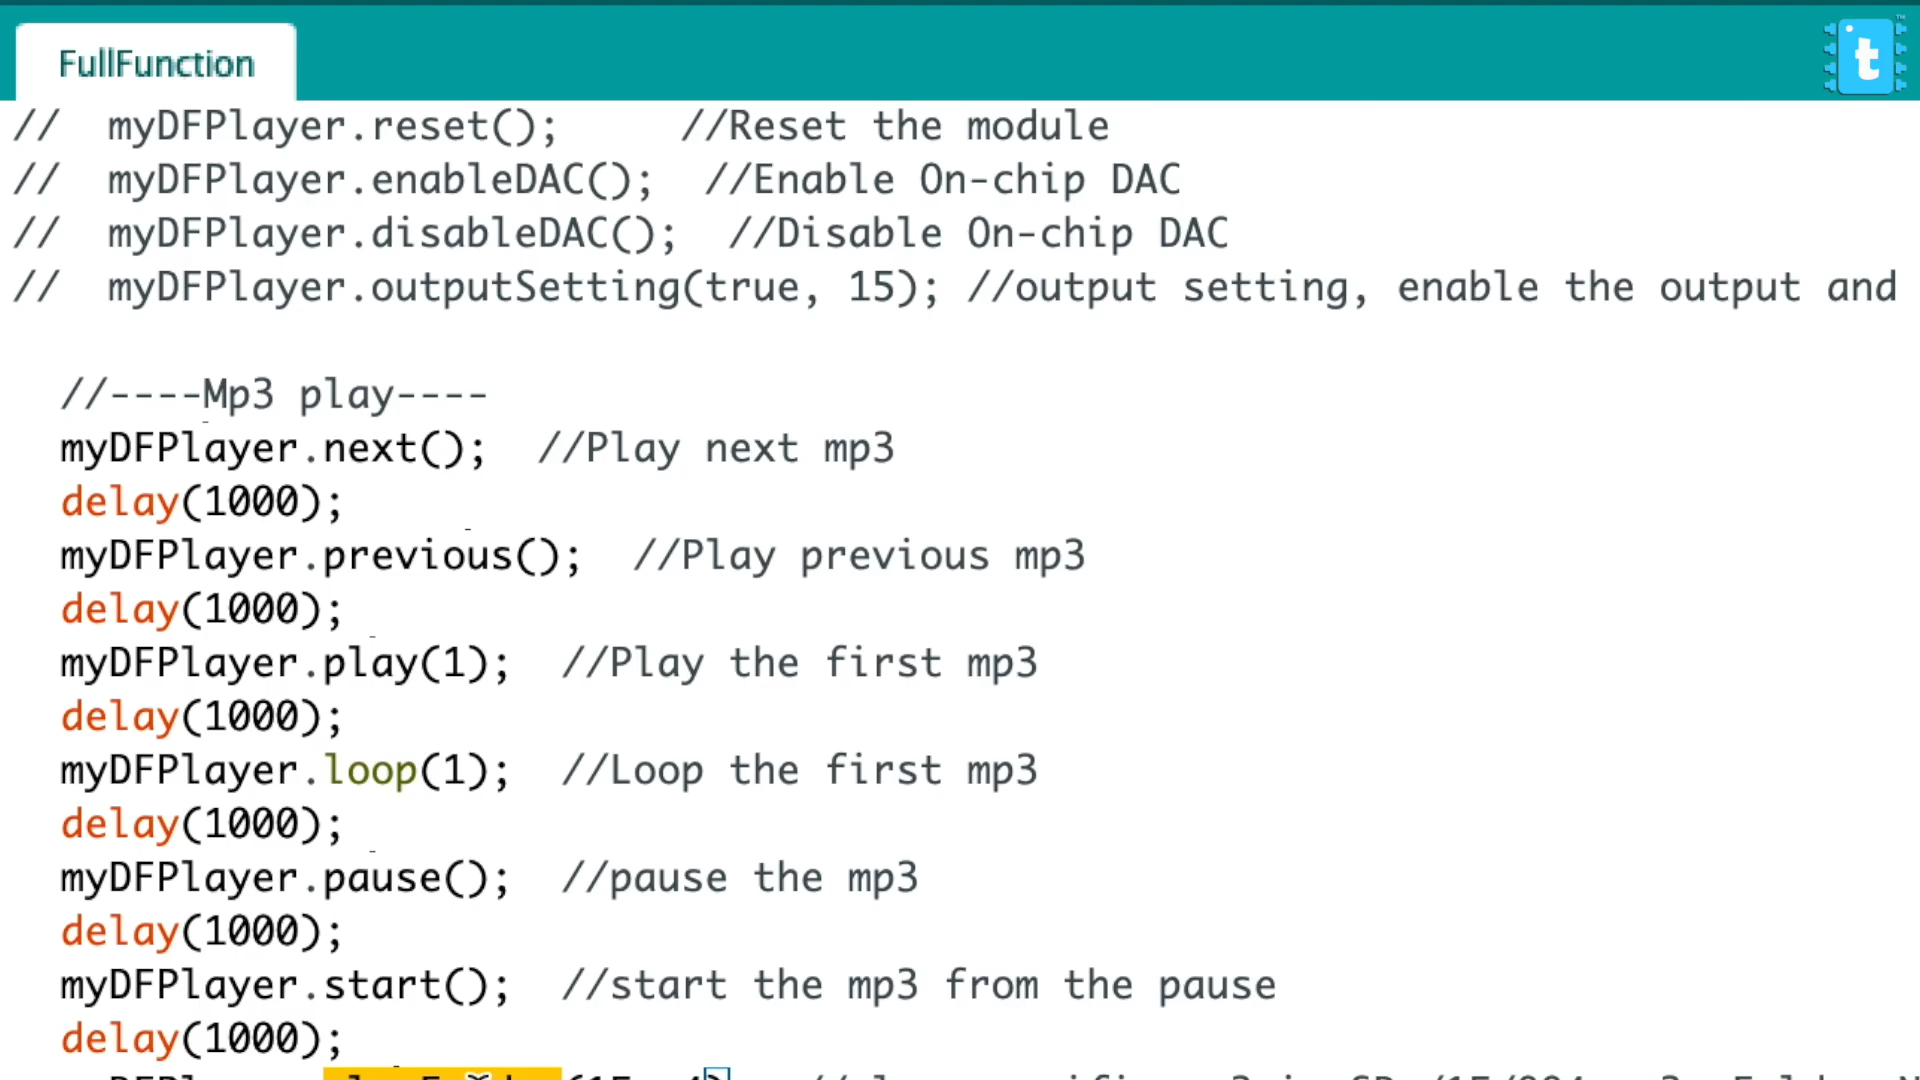 FullFunction
t
//  myDFPlayer.reset();     //Reset the module
//  myDFPlayer.enableDAC();  //Enable On-chip DAC
//  myDFPlayer.disableDAC();  //Disable On-chip DAC
//  myDFPlayer.outputSetting(true, 15); //output setting, enable the output and
//----Mp3 play----
myDFPlayer.next();  //Play next mp3
delay(1000);
myDFPlayer.previous();  //Play previous mp3
delay(1000);
myDFPlayer.play(1);  //Play the first mp3
delay(1000);
myDFPlayer.loop(1);  //Loop the first mp3
delay(1000);
myDFPlayer.pause();  //pause the mp3
delay(1000);
myDFPlayer.start();  //start the mp3 from the pause
delay(1000);